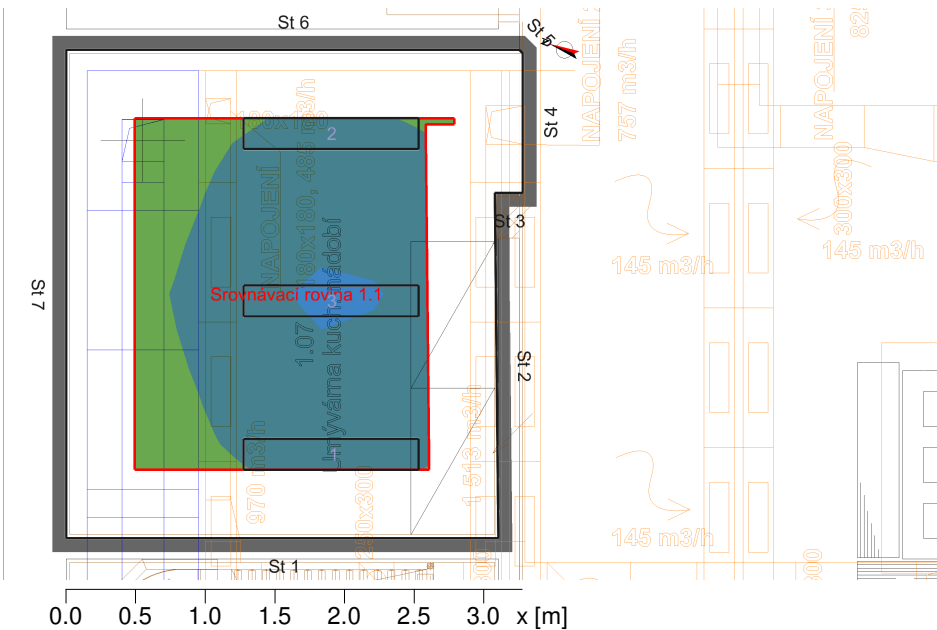 St 6
St 5
St 4
St 3
St 2
St 7
St 1
2
3
1
Srovnávací rovina 1.1
1.07
Umývárna kuch. nádobí
NAPOJENÍ
180x180, 485 m3/h
970 m3/h
1 513 m3/h
NAPOJENÍ
757 m3/h
NAPOJENÍ
300x300
145 m3/h
145 m3/h
145 m3/h
0.0 0.5 1.0 1.5 2.0 2.5 3.0 x [m]